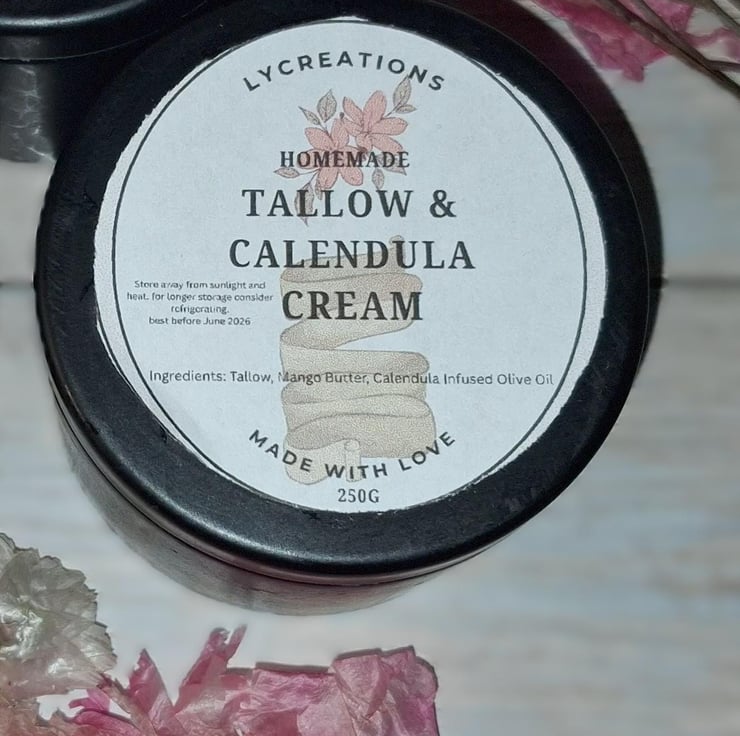 LYCREATIONS
HOMEMADE
TALLOW &
CALENDULA
CREAM
Store away from sunlight and
heat. for longer storage consider
refrigerating.
best before June 2026
Ingredients: Tallow, Mango Butter, Calendula Infused Olive Oil
MADE WITH LOVE
250G